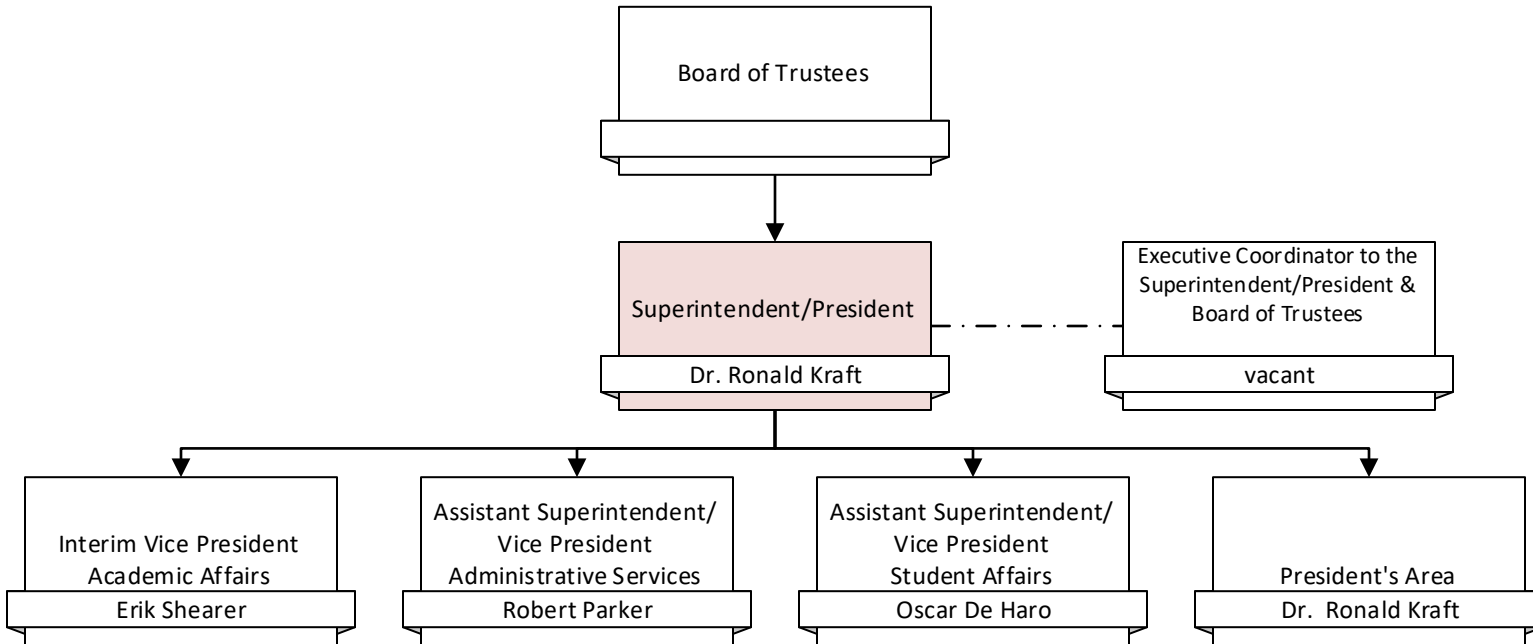 Board of Trustees
Superintendent/President
Dr. Ronald Kraft
Executive Coordinator to the
Superintendent/President &
Board of Trustees
vacant
Interim Vice President
Academic Affairs
Erik Shearer
Assistant Superintendent/
Vice President
Administrative Services
Robert Parker
Assistant Superintendent/
Vice President
Student Affairs
Oscar De Haro
President's Area
Dr.  Ronald Kraft